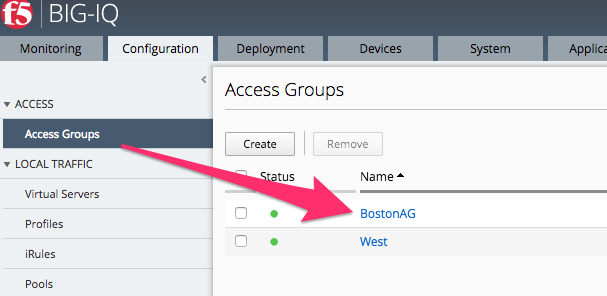 f5 BIG-IQ
Monitoring Configuration Deployment Devices System Applica
ACCESS
Access Groups
LOCAL TRAFFIC
Virtual Servers
Profiles
iRules
Pools
Access Groups
Create Remove
Status Name
BostonAG
West